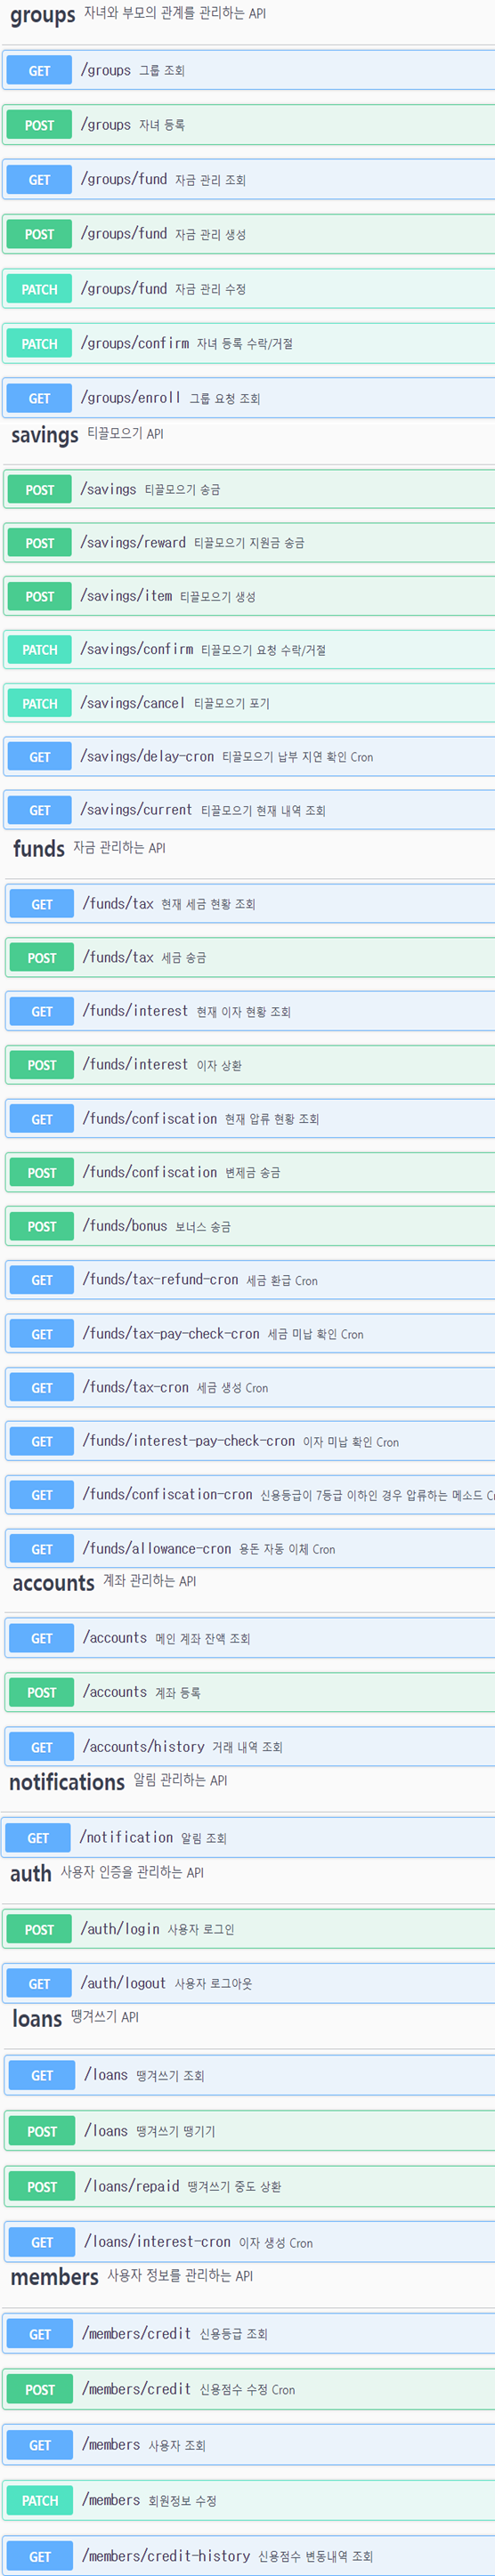 groups 자녀와 부모의 관계를 관리하는 API
GET /groups 그룹 조회
POST /groups 자녀 등록
GET /groups/fund 자금 관리 조회
POST /groups/fund 자금 관리 생성
PATCH /groups/fund 자금 관리 수정
PATCH /groups/confirm 자녀 등록 수락/거절
GET /groups/enroll 그룹 요청 조회
savings 티끌모으기 API
POST /savings 티끌모으기 송금
POST /savings/reward 티끌모으기 지원금 송금
POST /savings/item 티끌모으기 생성
PATCH /savings/confirm 티끌모으기 요청 수락/거절
PATCH /savings/cancel 티끌모으기 포기
GET /savings/delay-cron 티끌모으기 납부 지연 확인 Cron
GET /savings/current 티끌모으기 현재 내역 조회
funds 자금 관리하는 API
GET /funds/tax 현재 세금 현황 조회
POST /funds/tax 세금 송금
GET /funds/interest 현재 이자 현황 조회
POST /funds/interest 이자 상환
GET /funds/confiscation 현재 압류 현황 조회
POST /funds/confiscation 변제금 송금
POST /funds/bonus 보너스 송금
GET /funds/tax-refund-cron 세금 환급 Cron
GET /funds/tax-pay-check-cron 세금 미납 확인 Cron
GET /funds/tax-cron 세금 생성 Cron
GET /funds/interest-pay-check-cron 이자 미납 확인 Cron
GET /funds/confiscation-cron 신용등급이 7등급 이하인 경우 압류하는 메소드
GET /funds/allowance-cron 용돈 자동 이체 Cron
accounts 계좌 관리하는 API
GET /accounts 메인 계좌 잔액 조회
POST /accounts 계좌 등록
GET /accounts/history 거래 내역 조회
notifications 알림 관리하는 API
GET /notification 알림 조회
auth 사용자 인증을 관리하는 API
POST /auth/login 사용자 로그인
GET /auth/logout 사용자 로그아웃
loans 땡겨쓰기 API
GET /loans 땡겨쓰기 조회
POST /loans 땡겨쓰기 땡기기
POST /loans/repaid 땡겨쓰기 중도 상환
GET /loans/interest-cron 이자 생성 Cron
members 사용자 정보를 관리하는 API
GET /members/credit 신용등급 조회
POST /members/credit 신용점수 수정 Cron
GET /members 사용자 조회
PATCH /members 회원정보 수정
GET /members/credit-history 신용점수 변동내역 조회